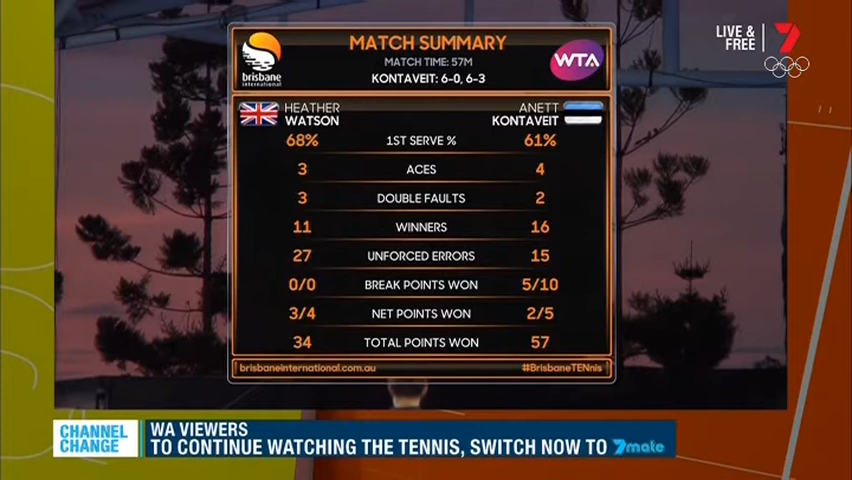 LIVE &
FREE
7
MATCH SUMMARY
MATCH TIME: 57M
KONTAVEIT: 6-0, 6-3
brisbane
international
WTA
HEATHER
WATSON
ANETT
KONTAVEIT
68% 1ST SERVE % 61%
3 ACES 4
3 DOUBLE FAULTS 2
11 WINNERS 16
27 UNFORCED ERRORS 15
0/0 BREAK POINTS WON 5/10
3/4 NET POINTS WON 2/5
34 TOTAL POINTS WON 57
brisbaneinternational.com.au #BrisbaneTENnis
CHANNEL
CHANGE
WA VIEWERS
TO CONTINUE WATCHING THE TENNIS, SWITCH NOW TO 7mate